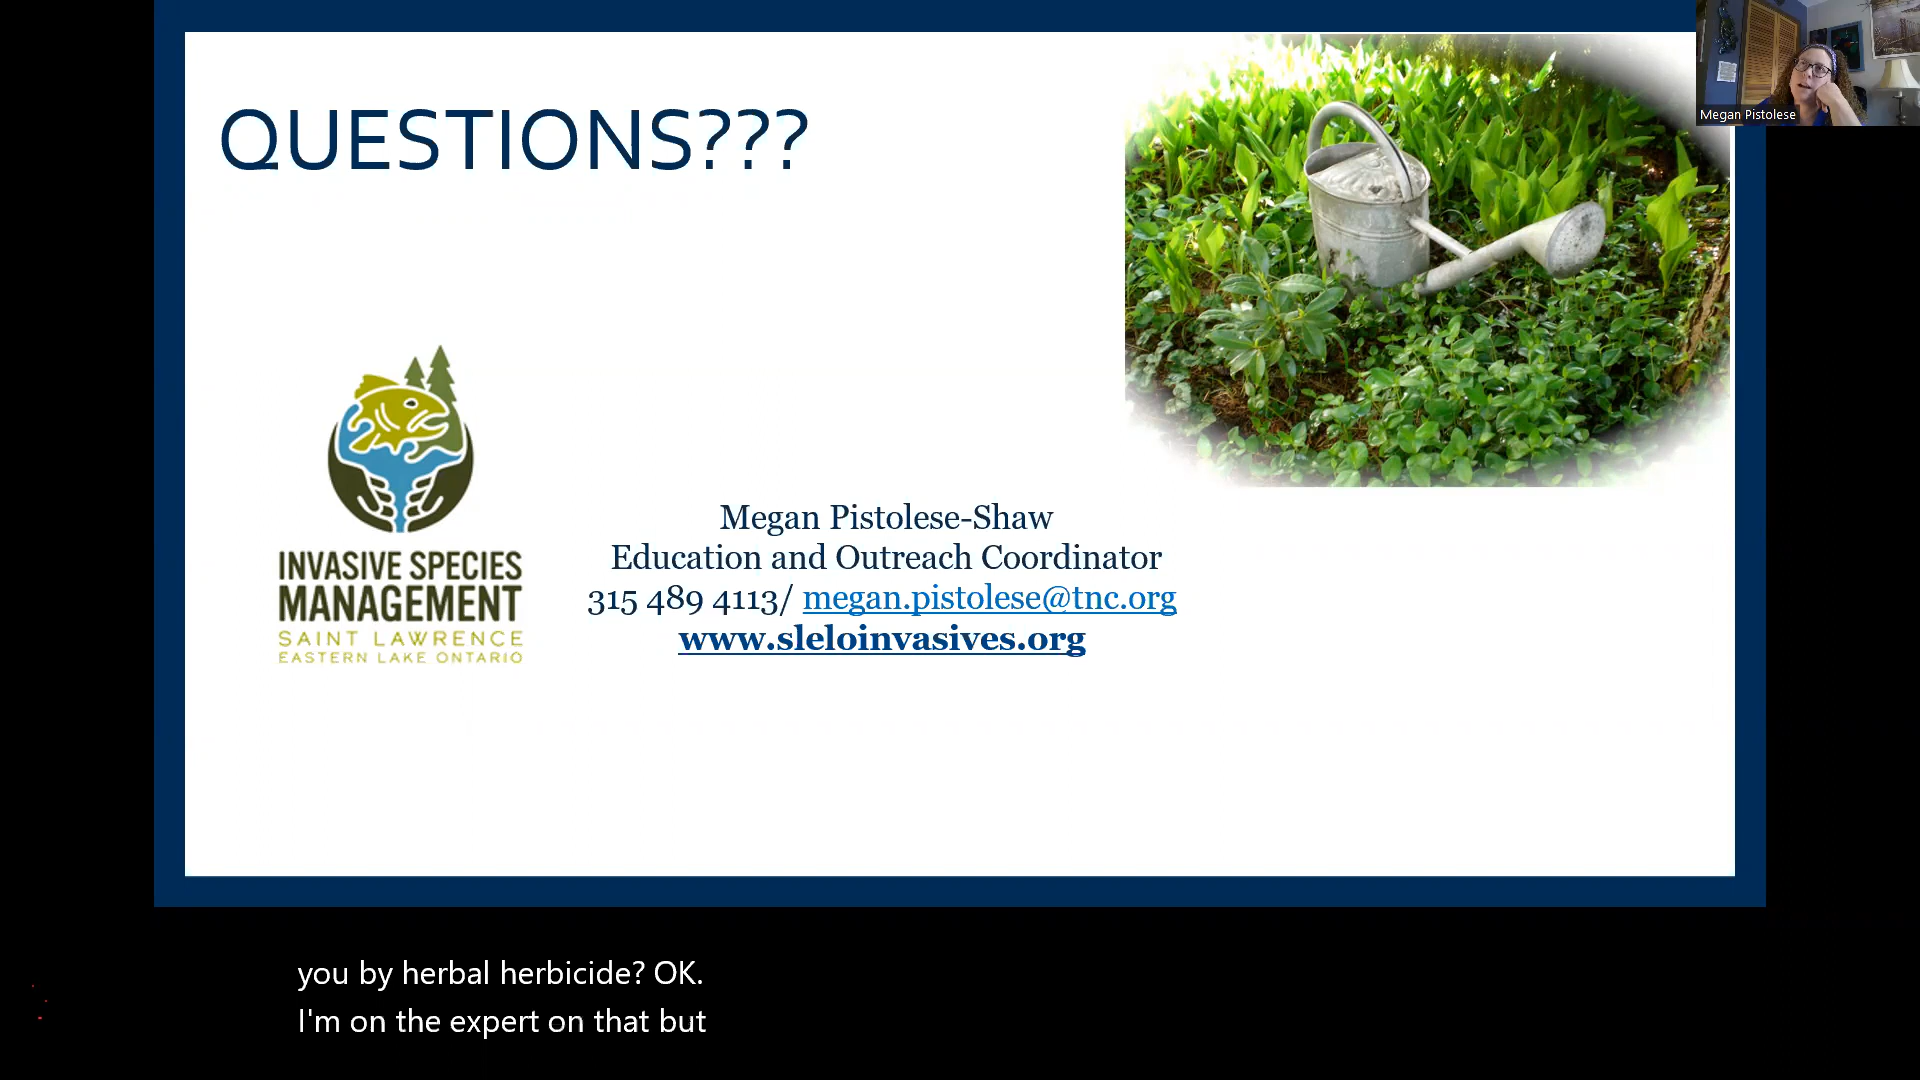 QUESTIONS???
Megan Pistolese
INVASIVE SPECIES
MANAGEMENT
SAINT LAWRENCE
EASTERN LAKE ONTARIO
Megan Pistolese-Shaw
Education and Outreach Coordinator
315 489 4113/ megan.pistolese@tnc.org
www.sleloinvasives.org
you by herbal herbicide? OK.
I'm on the expert on that but